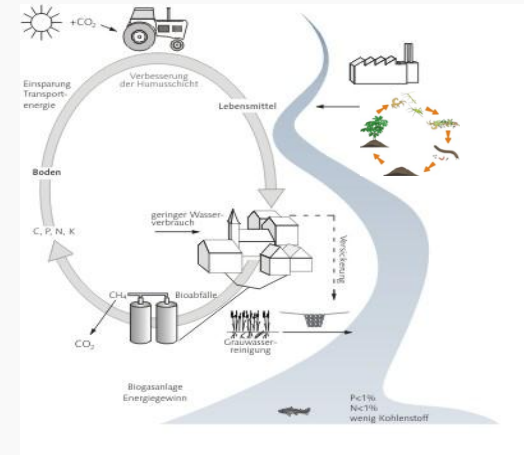 +CO₂
Verbesserung
der Humusschicht
Einsparung
Transport-
energie
Lebensmittel
Boden
geringer Wasser-
verbrauch
C, P, N, K
Versickerung
CH₄
Bioabfälle
CO₂
Grauwasser-
reinigung
Biogasanlage
Energiegewinn
P<1%
N<1%
wenig Kohlenstoff